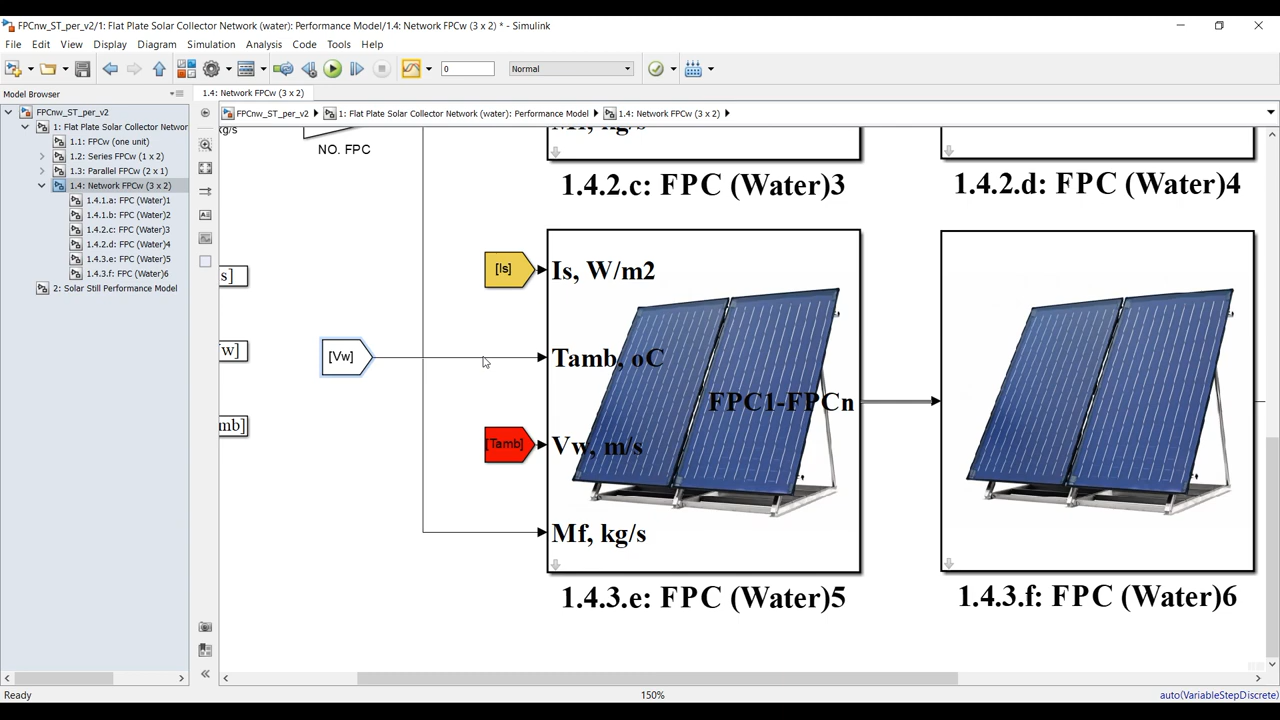 FPCnw_ST_per_v2/1: Flat Plate Solar Collector Network (water): Performance Model/1.4: Network FPCw (3 x 2) * - Simulink
File Edit View Display Diagram Simulation Analysis Code Tools Help
0
Normal
Model Browser
1.4: Network FPCw (3 x 2)
FPCnw_ST_per_v2
1: Flat Plate Solar Collector Network (water): Performance Model
1.4: Network FPCw (3 x 2)
FPCnw_ST_per_v2
1: Flat Plate Solar Collector Networ
1.1: FPCw (one unit)
1.2: Series FPCw (1 x 2)
1.3: Parallel FPCw (2 x 1)
1.4: Network FPCw (3 x 2)
1.4.1.a: FPC (Water)1
1.4.1.b: FPC (Water)2
1.4.2.c: FPC (Water)3
1.4.2.d: FPC (Water)4
1.4.3.e: FPC (Water)5
1.4.3.f: FPC (Water)6
2: Solar Still Performance Model
kg/s
NO. FPC
Mf, kg/s
1.4.2.c: FPC (Water)3
1.4.2.d: FPC (Water)4
s]
[Is]
Is, W/m2
w]
[Vw]
Tamb, oC
FPC1-FPCn
mb]
[Tamb]
Vw, m/s
Mf, kg/s
1.4.3.e: FPC (Water)5
1.4.3.f: FPC (Water)6
Ready
150%
auto(VariableStepDiscrete)